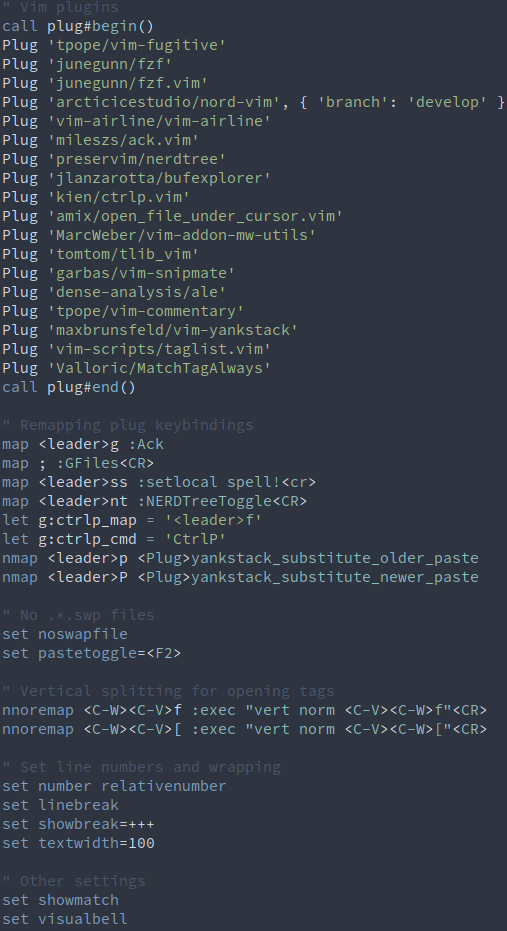 " Vim plugins
call plug#begin()
Plug 'tpope/vim-fugitive'
Plug 'junegunn/fzf'
Plug 'junegunn/fzf.vim'
Plug 'arcticicestudio/nord-vim', { 'branch': 'develop' }
Plug 'vim-airline/vim-airline'
Plug 'mileszs/ack.vim'
Plug 'preservim/nerdtree'
Plug 'jlanzarotta/bufexplorer'
Plug 'kien/ctrlp.vim'
Plug 'amix/open_file_under_cursor.vim'
Plug 'MarcWeber/vim-addon-mw-utils'
Plug 'tomtom/tlib_vim'
Plug 'garbas/vim-snipmate'
Plug 'dense-analysis/ale'
Plug 'tpope/vim-commentary'
Plug 'maxbrunsfeld/vim-yankstack'
Plug 'vim-scripts/taglist.vim'
Plug 'Valloric/MatchTagAlways'
call plug#end()

" Remapping plug keybindings
map <leader>g :Ack
map ; :GFiles<CR>
map <leader>ss :setlocal spell!<cr>
map <leader>nt :NERDTreeToggle<CR>
let g:ctrlp_map = '<leader>f'
let g:ctrlp_cmd = 'CtrlP'
nmap <leader>p <Plug>yankstack_substitute_older_paste
nmap <leader>P <Plug>yankstack_substitute_newer_paste

" No .*.swp files
set noswapfile
set pastetoggle=<F2>

" Vertical splitting for opening tags
nnoremap <C-W><C-V>f :exec "vert norm <C-V><C-W>f"<CR>
nnoremap <C-W><C-V>[ :exec "vert norm <C-V><C-W>["<CR>

" Set line numbers and wrapping
set number relativenumber
set linebreak
set showbreak=+++
set textwidth=100

" Other settings
set showmatch
set visualbell